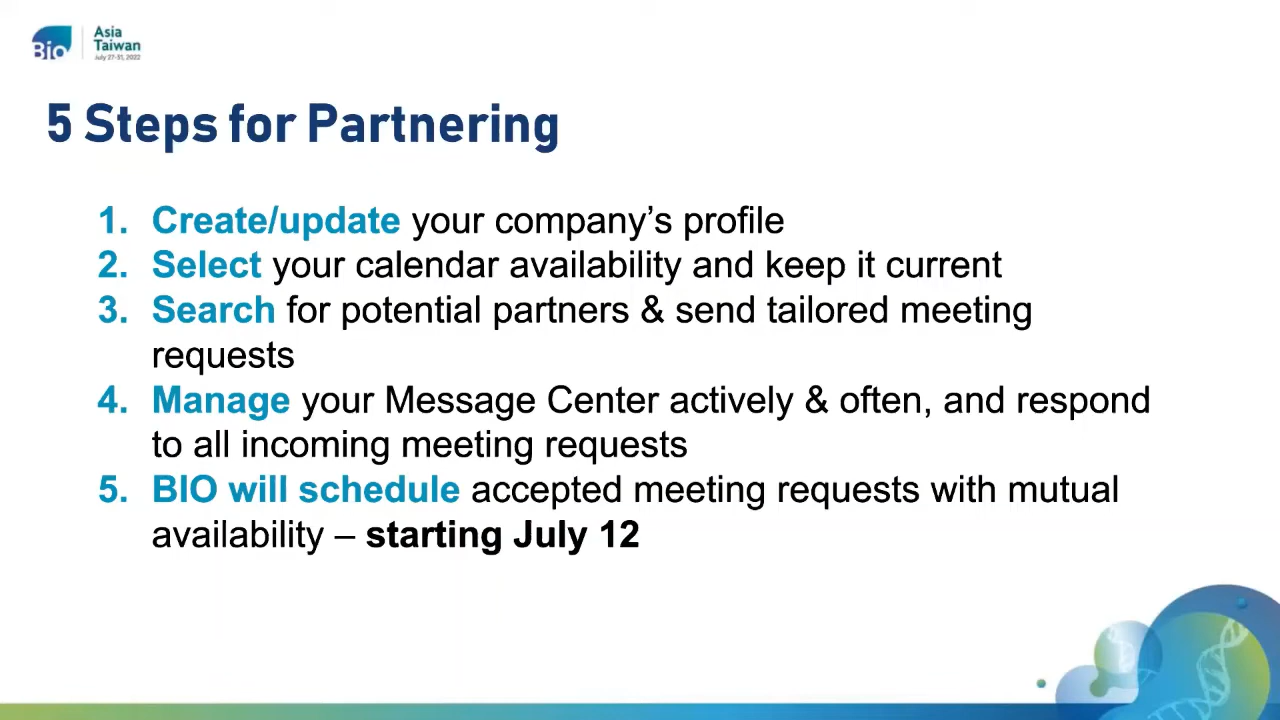 Bio
Asia
Taiwan
July 27-31, 2022
5 Steps for Partnering
1. Create/update your company’s profile
2. Select your calendar availability and keep it current
3. Search for potential partners & send tailored meeting
requests
4. Manage your Message Center actively & often, and respond
to all incoming meeting requests
5. BIO will schedule accepted meeting requests with mutual
availability – starting July 12